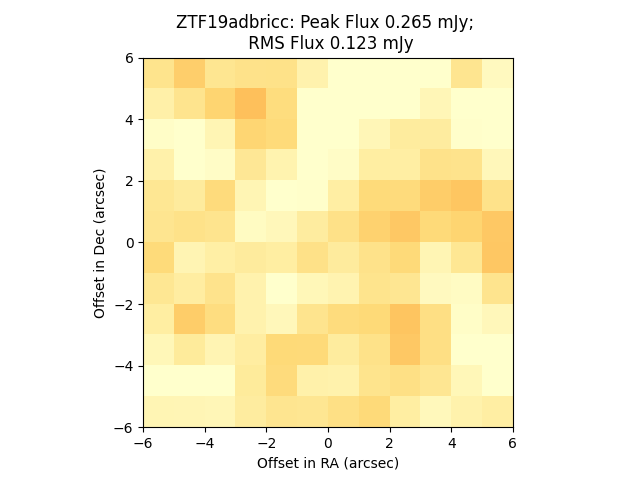 ZTF19adbricc: Peak Flux 0.265 mJy;
RMS Flux 0.123 mJy
6
4
2
0
−2
−4
−6
Offset in Dec (arcsec)
−6 −4 −2 0 2 4 6
Offset in RA (arcsec)